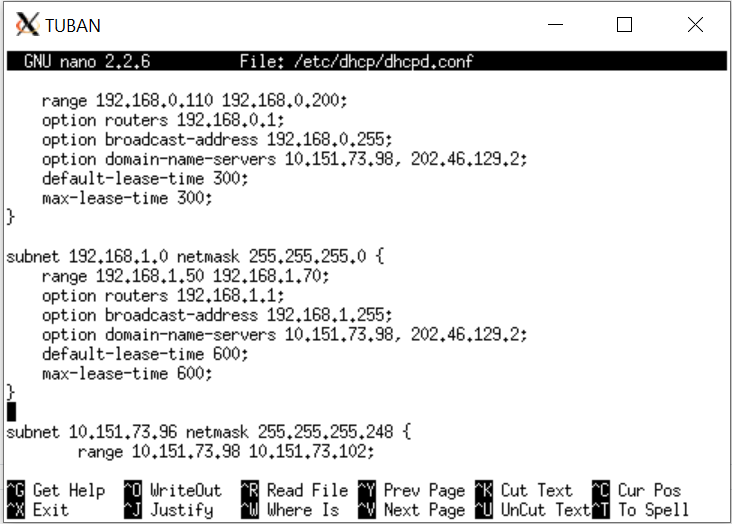 TUBAN
GNU nano 2.2.6 File: /etc/dhcp/dhcpd.conf
range 192.168.0.110 192.168.0.200;
option routers 192.168.0.1;
option broadcast-address 192.168.0.255;
option domain-name-servers 10.151.73.98, 202.46.129.2;
default-lease-time 300;
max-lease-time 300;
}
subnet 192.168.1.0 netmask 255.255.255.0 {
range 192.168.1.50 192.168.1.70;
option routers 192.168.1.1;
option broadcast-address 192.168.1.255;
option domain-name-servers 10.151.73.98, 202.46.129.2;
default-lease-time 600;
max-lease-time 600;
}
subnet 10.151.73.96 netmask 255.255.255.248 {
range 10.151.73.98 10.151.73.102;
^G Get Help ^O WriteOut ^R Read File ^Y Prev Page ^K Cut Text ^C Cur Pos
^X Exit ^J Justify ^W Where Is ^V Next Page ^U UnCut Text ^T To Spell